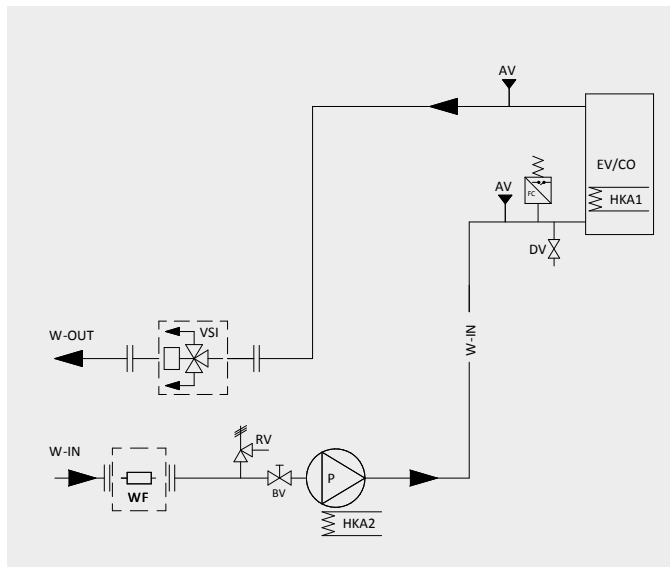 AV
EV/CO
FC
AV
HKA1
DV
W-IN
W-OUT
VSI
W-IN
WF
RV
BV
P
HKA2